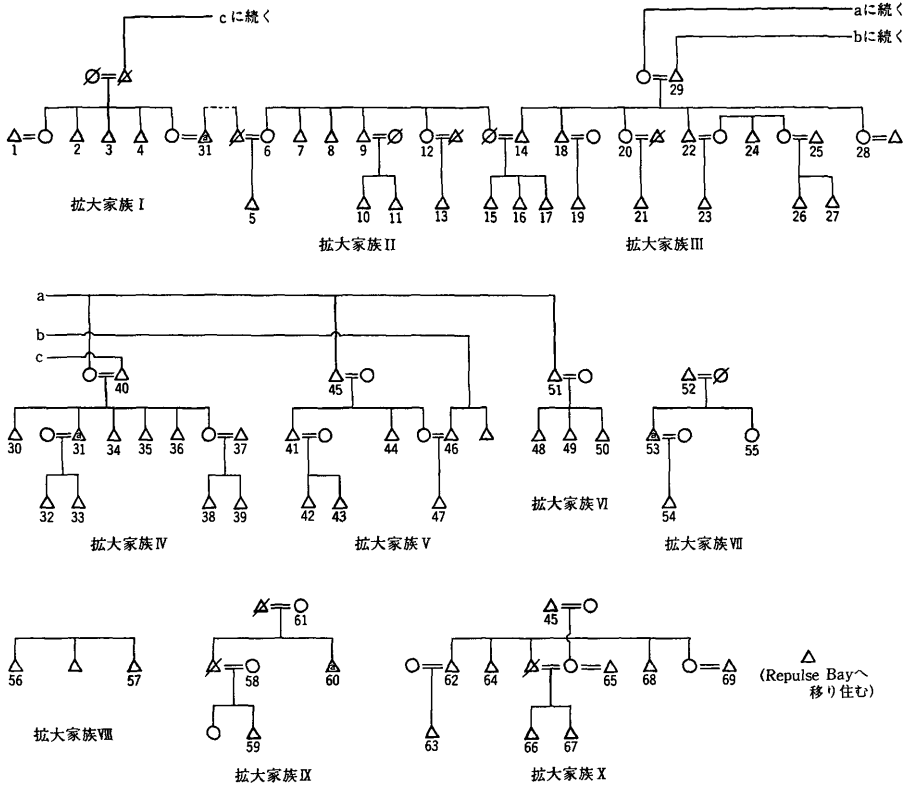 cに続く
aに続く
bに続く
29
1 2 3 4 a 31 6 7 8 9 12 14 18 20 22 24 25 28
5 10 11 13 15 16 17 19 21 23 26 27
拡大家族Ⅰ
拡大家族Ⅱ
拡大家族Ⅲ
a
b
c
40 45 51 52
30 a 31 34 35 36 37 41 44 46 48 49 50 a 53 55
32 33 38 39 42 43 47 54
拡大家族Ⅳ
拡大家族Ⅴ
拡大家族Ⅵ
拡大家族Ⅶ
61 45
56 57 58 a 60 62 64 65 68 69
(Repulse Bayへ
移り住む)
59 63 66 67
拡大家族Ⅷ
拡大家族Ⅸ
拡大家族Ⅹ